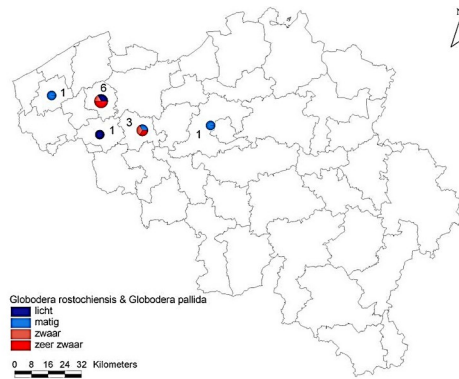 1
6
1
3
1
Globodera rostochiensis & Globodera pallida
licht
matig
zwaar
zeer zwaar
0 8 16 24 32 Kilometers